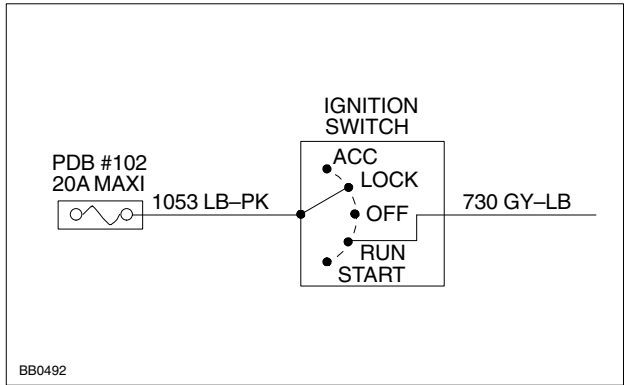 IGNITION
SWITCH
PDB #102
20A MAXI
1053 LB–PK
ACC
LOCK
OFF
RUN
START
730 GY–LB
BB0492